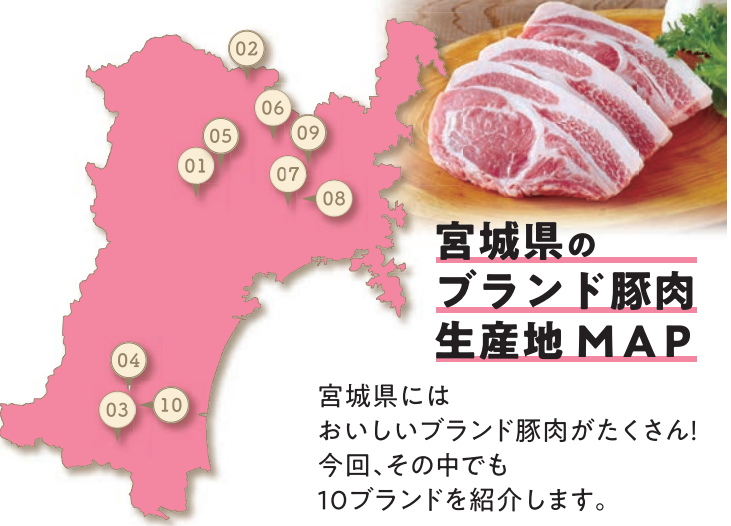 02
06
09
05
01
07
08
宮城県の
ブランド豚肉
生産地MAP
04
03
10
宮城県には
おいしいブランド豚肉がたくさん!
今回、その中でも
10ブランドを紹介します。